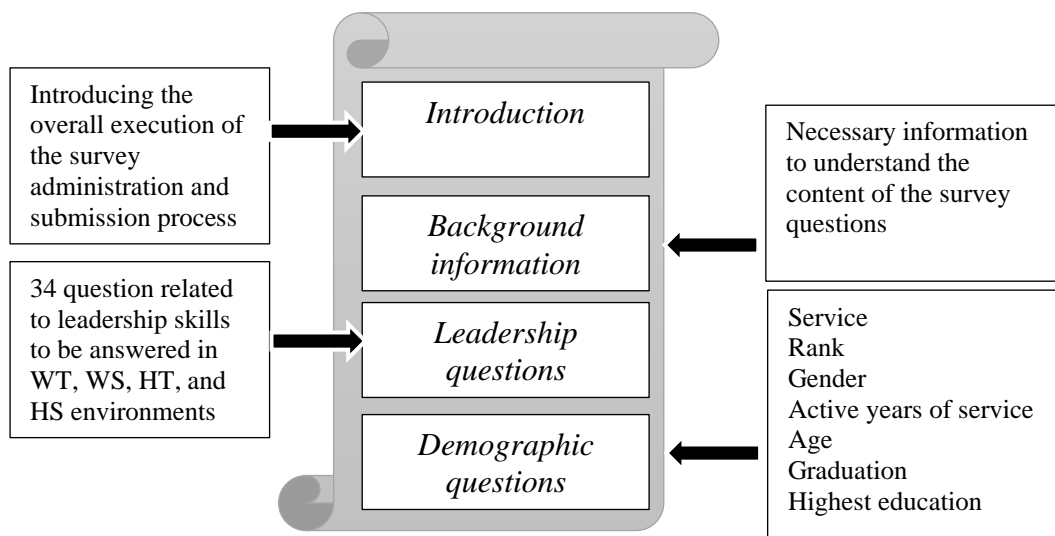 Introducing the
overall execution of
the survey
administration and
submission process
Introduction
Necessary information
to understand the
content of the survey
questions
Background
information
34 question related
to leadership skills
to be answered in
WT, WS, HT, and
HS environments
Leadership
questions
Service
Rank
Gender
Active years of service
Age
Graduation
Highest education
Demographic
questions